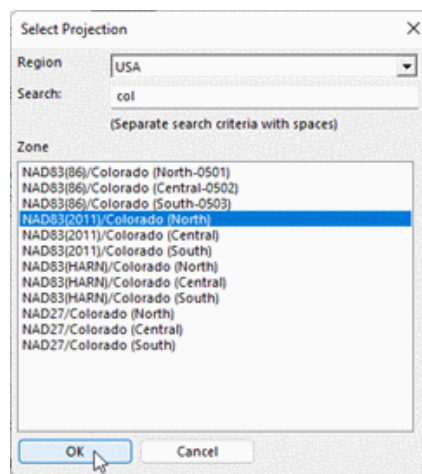 Select Projection
Region
USA
Search:
col
(Separate search criteria with spaces)
Zone
NAD83(86)/Colorado (North-0501)
NAD83(86)/Colorado (Central-0502)
NAD83(86)/Colorado (South-0503)
NAD83(2011)/Colorado (North)
NAD83(2011)/Colorado (Central)
NAD83(2011)/Colorado (South)
NAD83(HARN)/Colorado (North)
NAD83(HARN)/Colorado (Central)
NAD83(HARN)/Colorado (South)
NAD27/Colorado (North)
NAD27/Colorado (Central)
NAD27/Colorado (South)
OK
Cancel